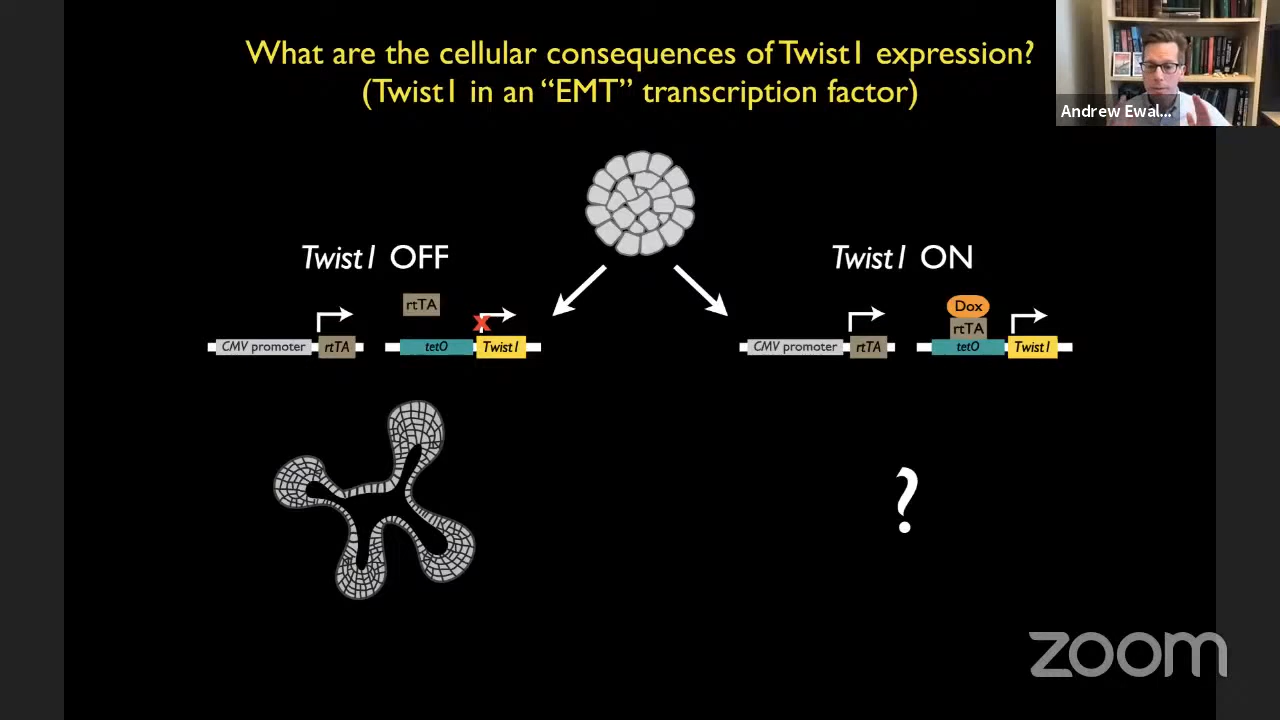 What are the cellular consequences of Twist1 expression?
(Twist1 in an “EMT” transcription factor)
Andrew Ewal...
Twist1 OFF
Twist1 ON
rtTA
CMV promoter
rtTA
tetO
Twist1
Dox
rtTA
CMV promoter
rtTA
tetO
Twist1
?
zoom